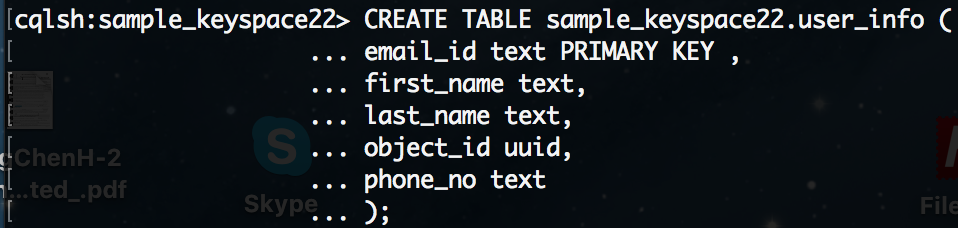 [cqlsh:sample_keyspace22> CREATE TABLE sample_keyspace22.user_info (
[ ... email_id text PRIMARY KEY ,
[ ... first_name text,
[ ... last_name text,
[ ... object_id uuid,
[ ... phone_no text
[ ... );
ChenH-2
...ted_.pdf
Skype
File